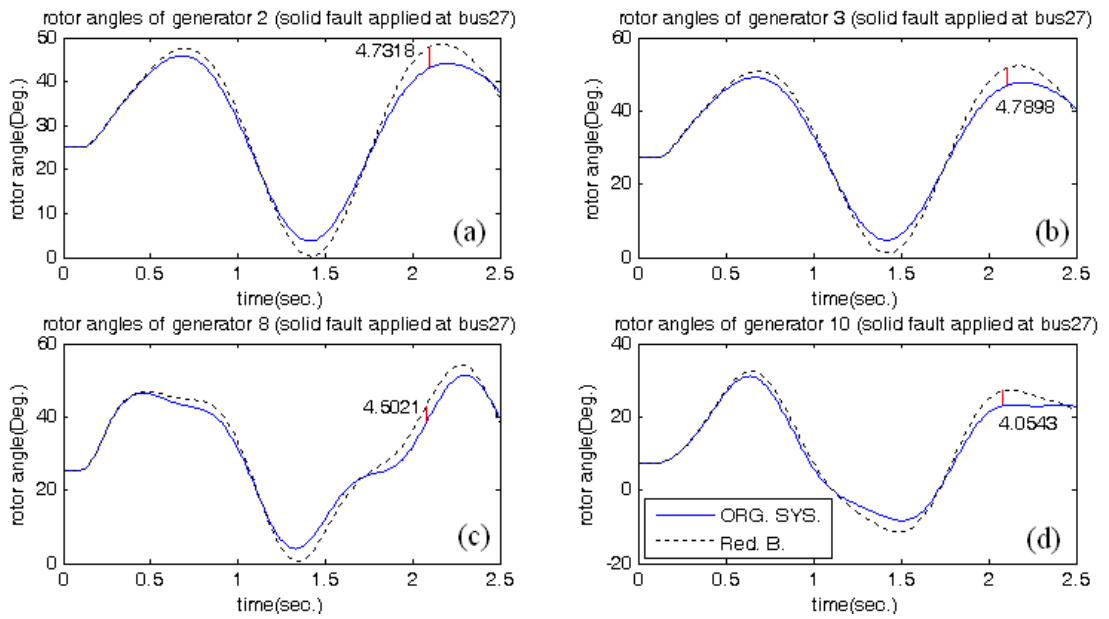 rotor angles of generator 2 (solid fault applied at bus27)
50
40
30
20
10
0
rotor angle(Deg.)
4.7318
(a)
0 0.5 1 1.5 2 2.5
time(sec.)
rotor angles of generator 3 (solid fault applied at bus27)
60
40
20
0
rotor angle(Deg.)
4.7898
(b)
0 0.5 1 1.5 2 2.5
time(sec.)
rotor angles of generator 8 (solid fault applied at bus27)
60
40
20
0
rotor angle(Deg.)
4.5021
(c)
0 0.5 1 1.5 2 2.5
time(sec.)
rotor angles of generator 10 (solid fault applied at bus27)
40
20
0
-20
rotor angle(Deg.)
4.0543
ORG. SYS.
Red. B.
(d)
0 0.5 1 1.5 2 2.5
time(sec.)